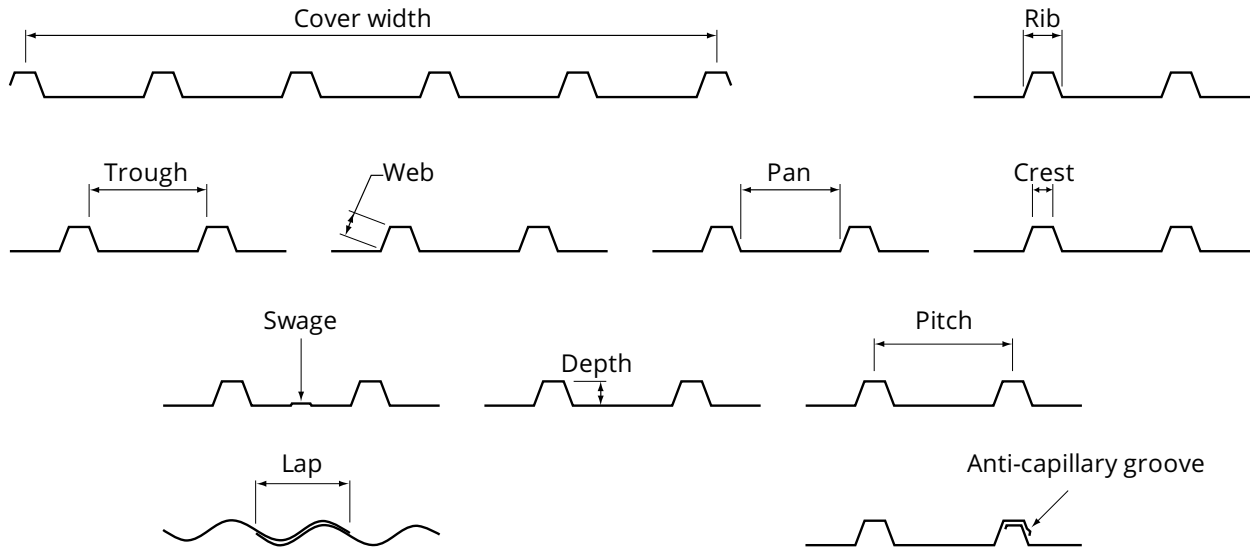 Cover width
Rib
Trough
Web
Pan
Crest
Swage
Depth
Pitch
Lap
Anti-capillary groove